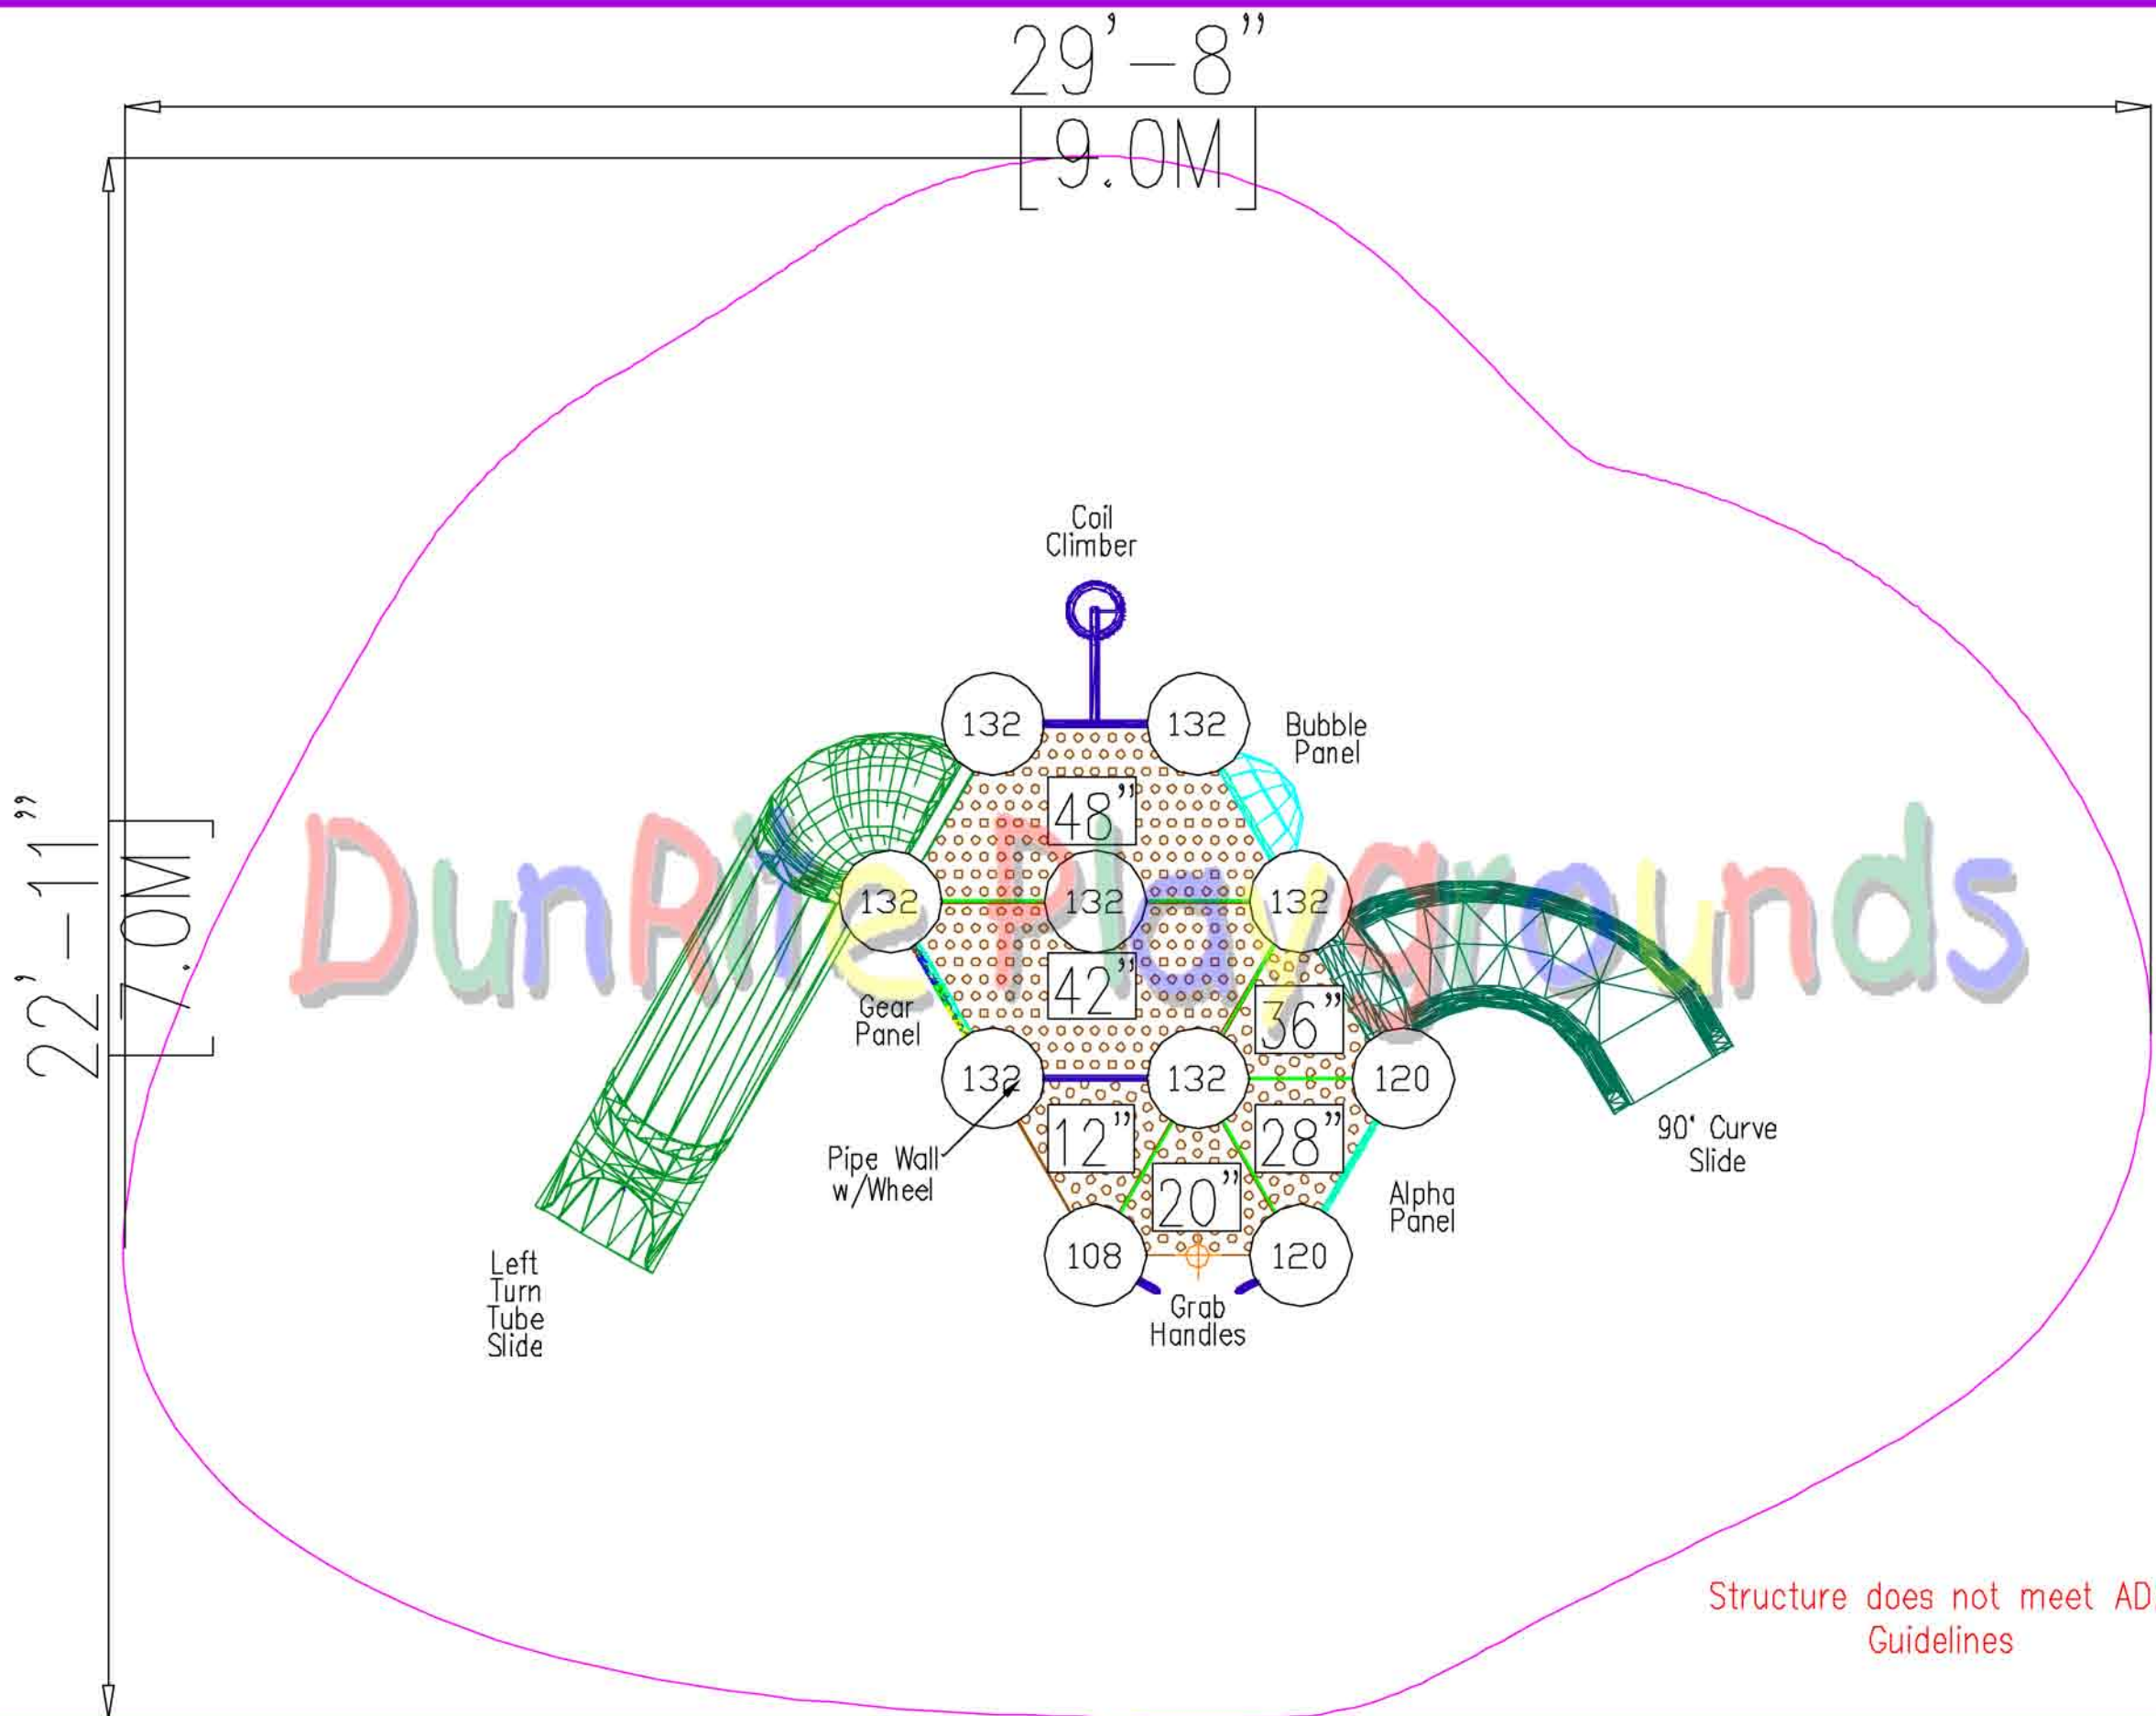 29'-8"
[9.0M]
22'-11"
7.0M
Coil
Climber
132
132
Bubble
Panel
48"
DunRite Playgrounds
132
132
132
Gear
Panel
42"
36"
132
132
120
Pipe Wall
w/Wheel
12"
28"
20"
90° Curve
Slide
Alpha
Panel
108
120
Left
Turn
Tube
Slide
Grab
Handles
Structure does not meet AD
Guidelines